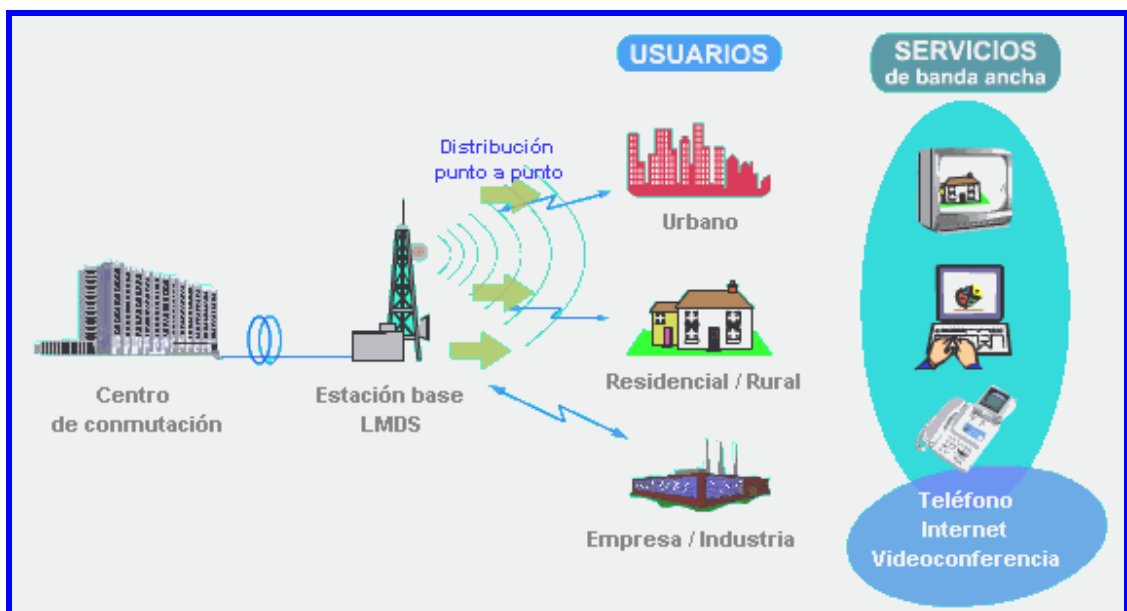 USUARIOS
SERVICIOS
de banda ancha
Distribución
punto a punto
Urbano
Residencial / Rural
Centro
de conmutación
Estación base
LMDS
Empresa / Industria
Teléfono
Internet
Videoconferencia